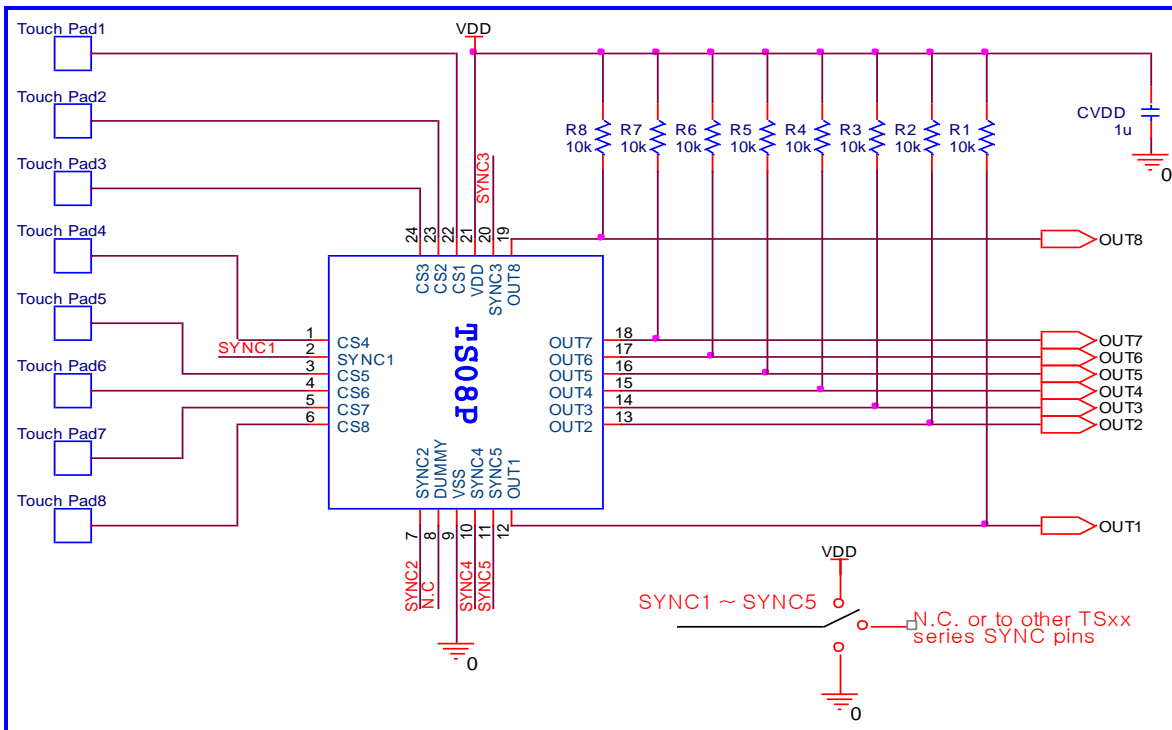 Touch Pad1
Touch Pad2
Touch Pad3
Touch Pad4
Touch Pad5
Touch Pad6
Touch Pad7
Touch Pad8
VDD
R8
10k
R7
10k
R6
10k
R5
10k
R4
10k
R3
10k
R2
10k
R1
10k
CVDD
1u
0
SYNC3
24
23
22
21
20
19
CS3
CS2
CS1
VDD
SYNC3
OUT8
OUT8
SYNC1
1
2
3
4
5
6
CS4
SYNC1
CS5
CS6
CS7
CS8
TS08P
OUT7
OUT6
OUT5
OUT4
OUT3
OUT2
18
17
16
15
14
13
OUT7
OUT6
OUT5
OUT4
OUT3
OUT2
SYNC2
DUMMY
VSS
SYNC4
SYNC5
OUT1
7
8
9
10
11
12
OUT1
SYNC2
N.C
SYNC4
SYNC5
0
VDD
SYNC1 ~ SYNC5
N.C. or to other TSxx
series SYNC pins
0